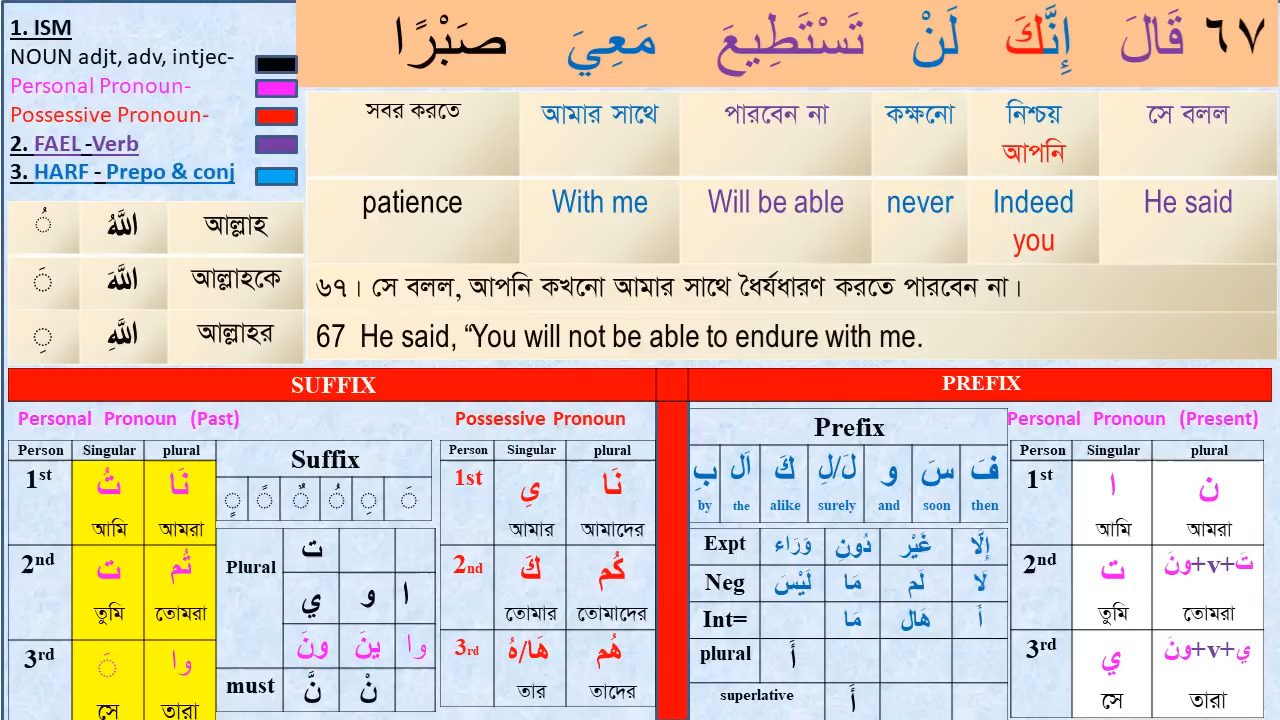 1. ISM
NOUN adjt, adv, intjec-
Personal Pronoun-
Possessive Pronoun-
2. FAEL -Verb
3. HARF - Prepo & conj
٦٧ قَالَ إِنَّكَ لَنْ تَسْتَطِيعَ مَعِيَ صَبْرًا
সবর করতে আমার সাথে পারবেন না কক্ষনো নিশ্চয় সে বলল
আপনি
patience With me Will be able never Indeed He said
you
৬৭। সে বলল, আপনি কখনো আমার সাথে ধৈর্যধারণ করতে পারবেন না।
67 He said, “You will not be able to endure with me.
ُ اللَّهُ আল্লাহ
َ اللَّهَ আল্লাহকে
ِ اللَّهِ আল্লাহর
SUFFIX
Personal Pronoun (Past)
Person Singular plural
1st تُ نَا
আমি আমরা
2nd ت تُم
তুমি তোমরা
3rd َ وا
সে তারা
Suffix
ٍ ً ٌ ُ ِ َ
Plural ت
ي و ا
ونَ ينَ وا
must نَّ نْ
Possessive Pronoun
Person Singular plural
1st ي نَا
আমার আমাদের
2nd كَ كُم
তোমার তোমাদের
3rd هَا/هُ هُم
তার তাদের
PREFIX
Prefix
بِ اَل كَ لَ/لِ و سَ فَ
by the alike surely and soon then
Expt وَرَاء دُونِ غَيْر إِلَّا
Neg لَيْسَ مَا لَم لَا
Int= مَا هَال أَ
plural أَ
superlative أَ
Personal Pronoun (Present)
Person Singular plural
1st ا ن
আমি আমরা
2nd ت تَ+v+ونَ
তুমি তোমরা
3rd ي ي+v+ونَ
সে তারা